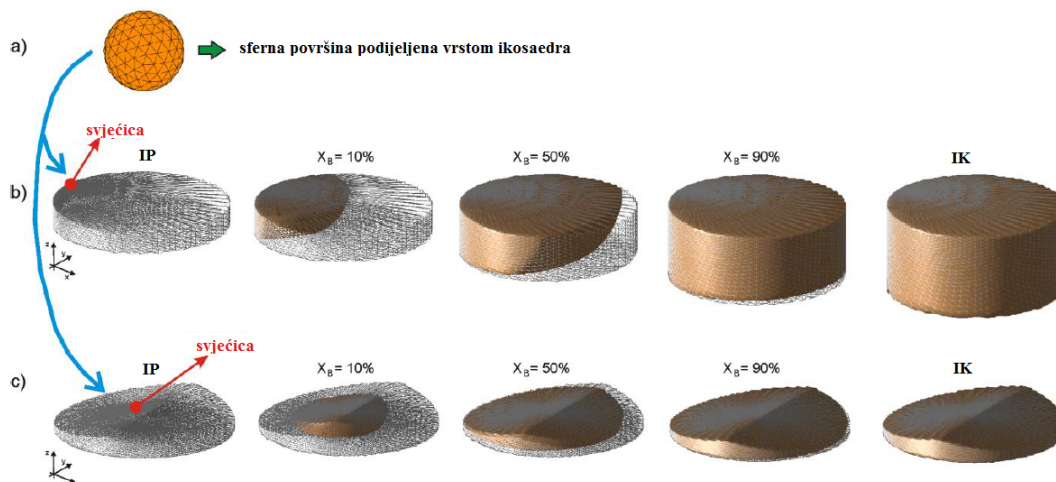 a)
sferna površina podijeljena vrstom ikosaedra
svjećica
IP
X_B = 10%
X_B = 50%
X_B = 90%
IK
b)
z
y
x
svjećica
IP
X_B = 10%
X_B = 50%
X_B = 90%
IK
c)
z
y
x